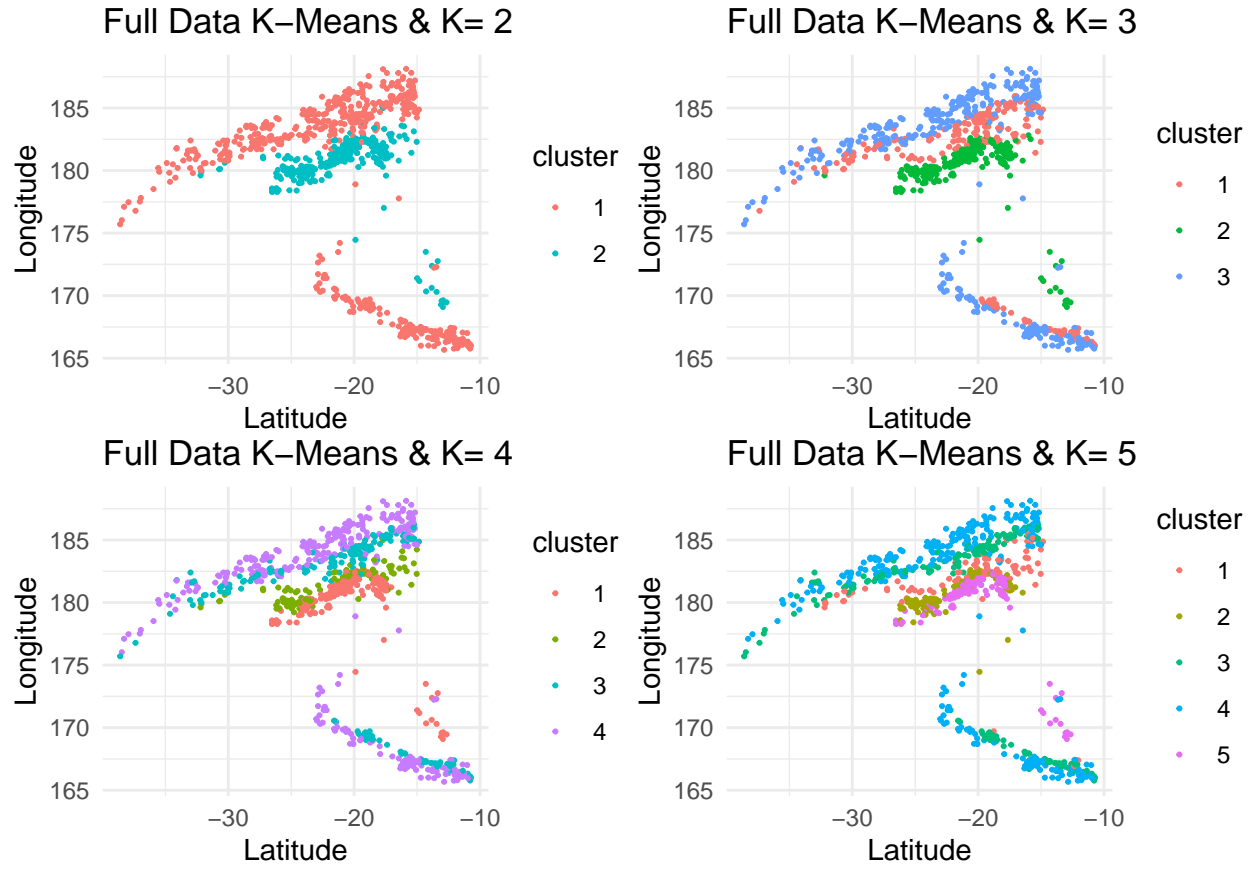 Full Data K−Means & K= 2
Longitude
185
180
175
170
165
−30
−20
−10
Latitude
cluster
1
2
Full Data K−Means & K= 3
Longitude
185
180
175
170
165
−30
−20
−10
Latitude
cluster
1
2
3
Full Data K−Means & K= 4
Longitude
185
180
175
170
165
−30
−20
−10
Latitude
cluster
1
2
3
4
Full Data K−Means & K= 5
Longitude
185
180
175
170
165
−30
−20
−10
Latitude
cluster
1
2
3
4
5